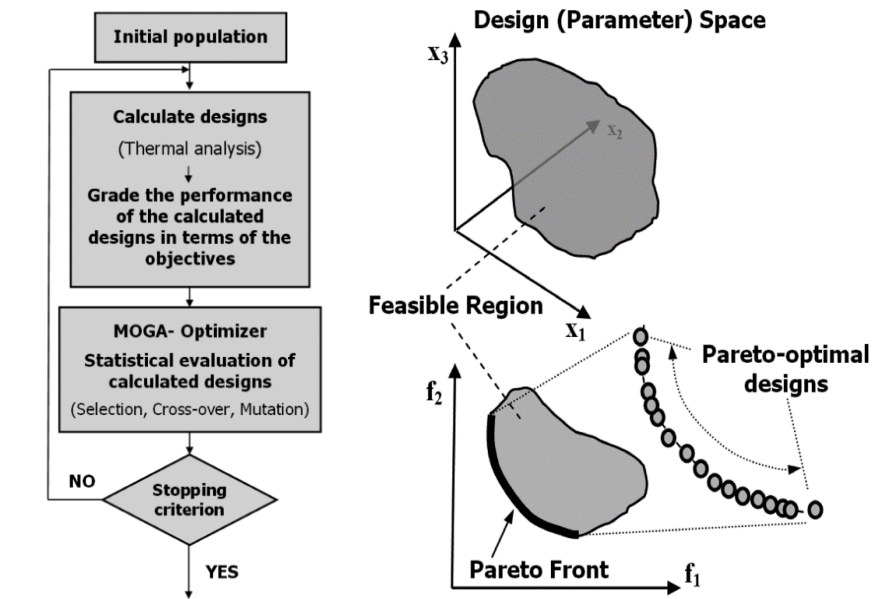 Initial population
Calculate designs
(Thermal analysis)
Grade the performance
of the calculated
designs in terms of the
objectives
MOGA- Optimizer
Statistical evaluation of
calculated designs
(Selection, Cross-over, Mutation)
NO
Stopping
criterion
YES
Design (Parameter) Space
x3
x2
x1
Feasible Region
f2
Pareto-optimal
designs
Pareto Front
f1